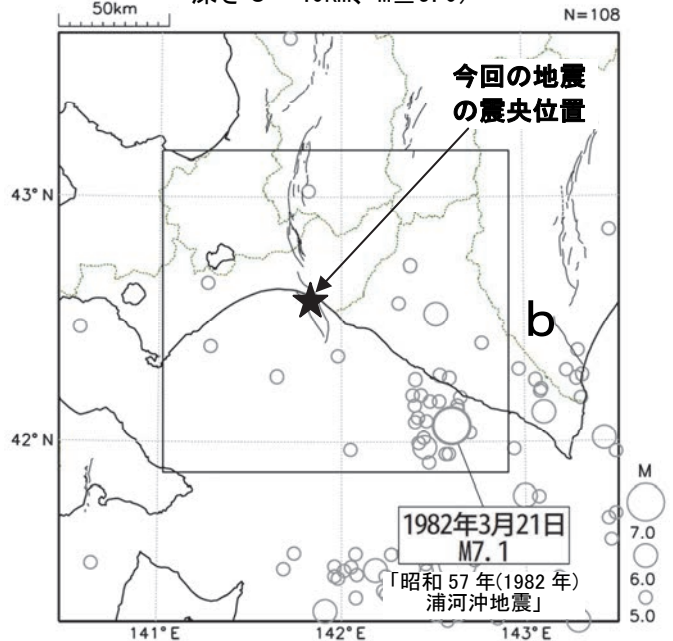 50km
N=108
今回の地震
の震央位置
43°N
b
42°N
M
7.0
6.0
5.0
1982年3月21日
M7.1
「昭和 57 年(1982 年)
浦河沖地震」
141°E
142°E
143°E